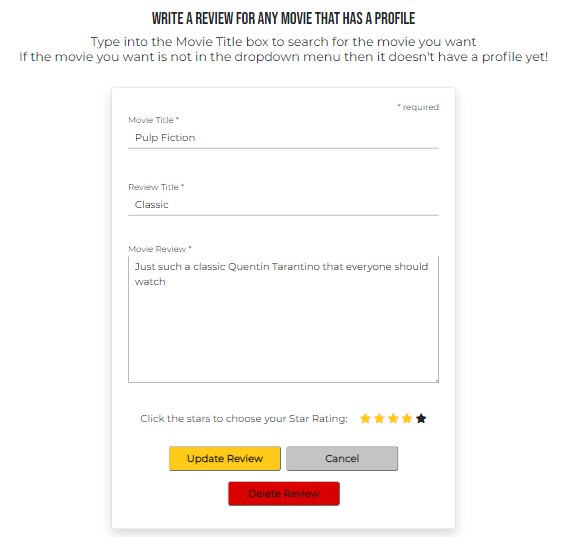 WRITE A REVIEW FOR ANY MOVIE THAT HAS A PROFILE
Type into the Movie Title box to search for the movie you want
If the movie you want is not in the dropdown menu then it doesn't have a profile yet!
* required
Movie Title *
Pulp Fiction
Review Title *
Classic
Movie Review *
Just such a classic Quentin Tarantino that everyone should
watch
Click the stars to choose your Star Rating:
Update Review
Cancel
Delete Review